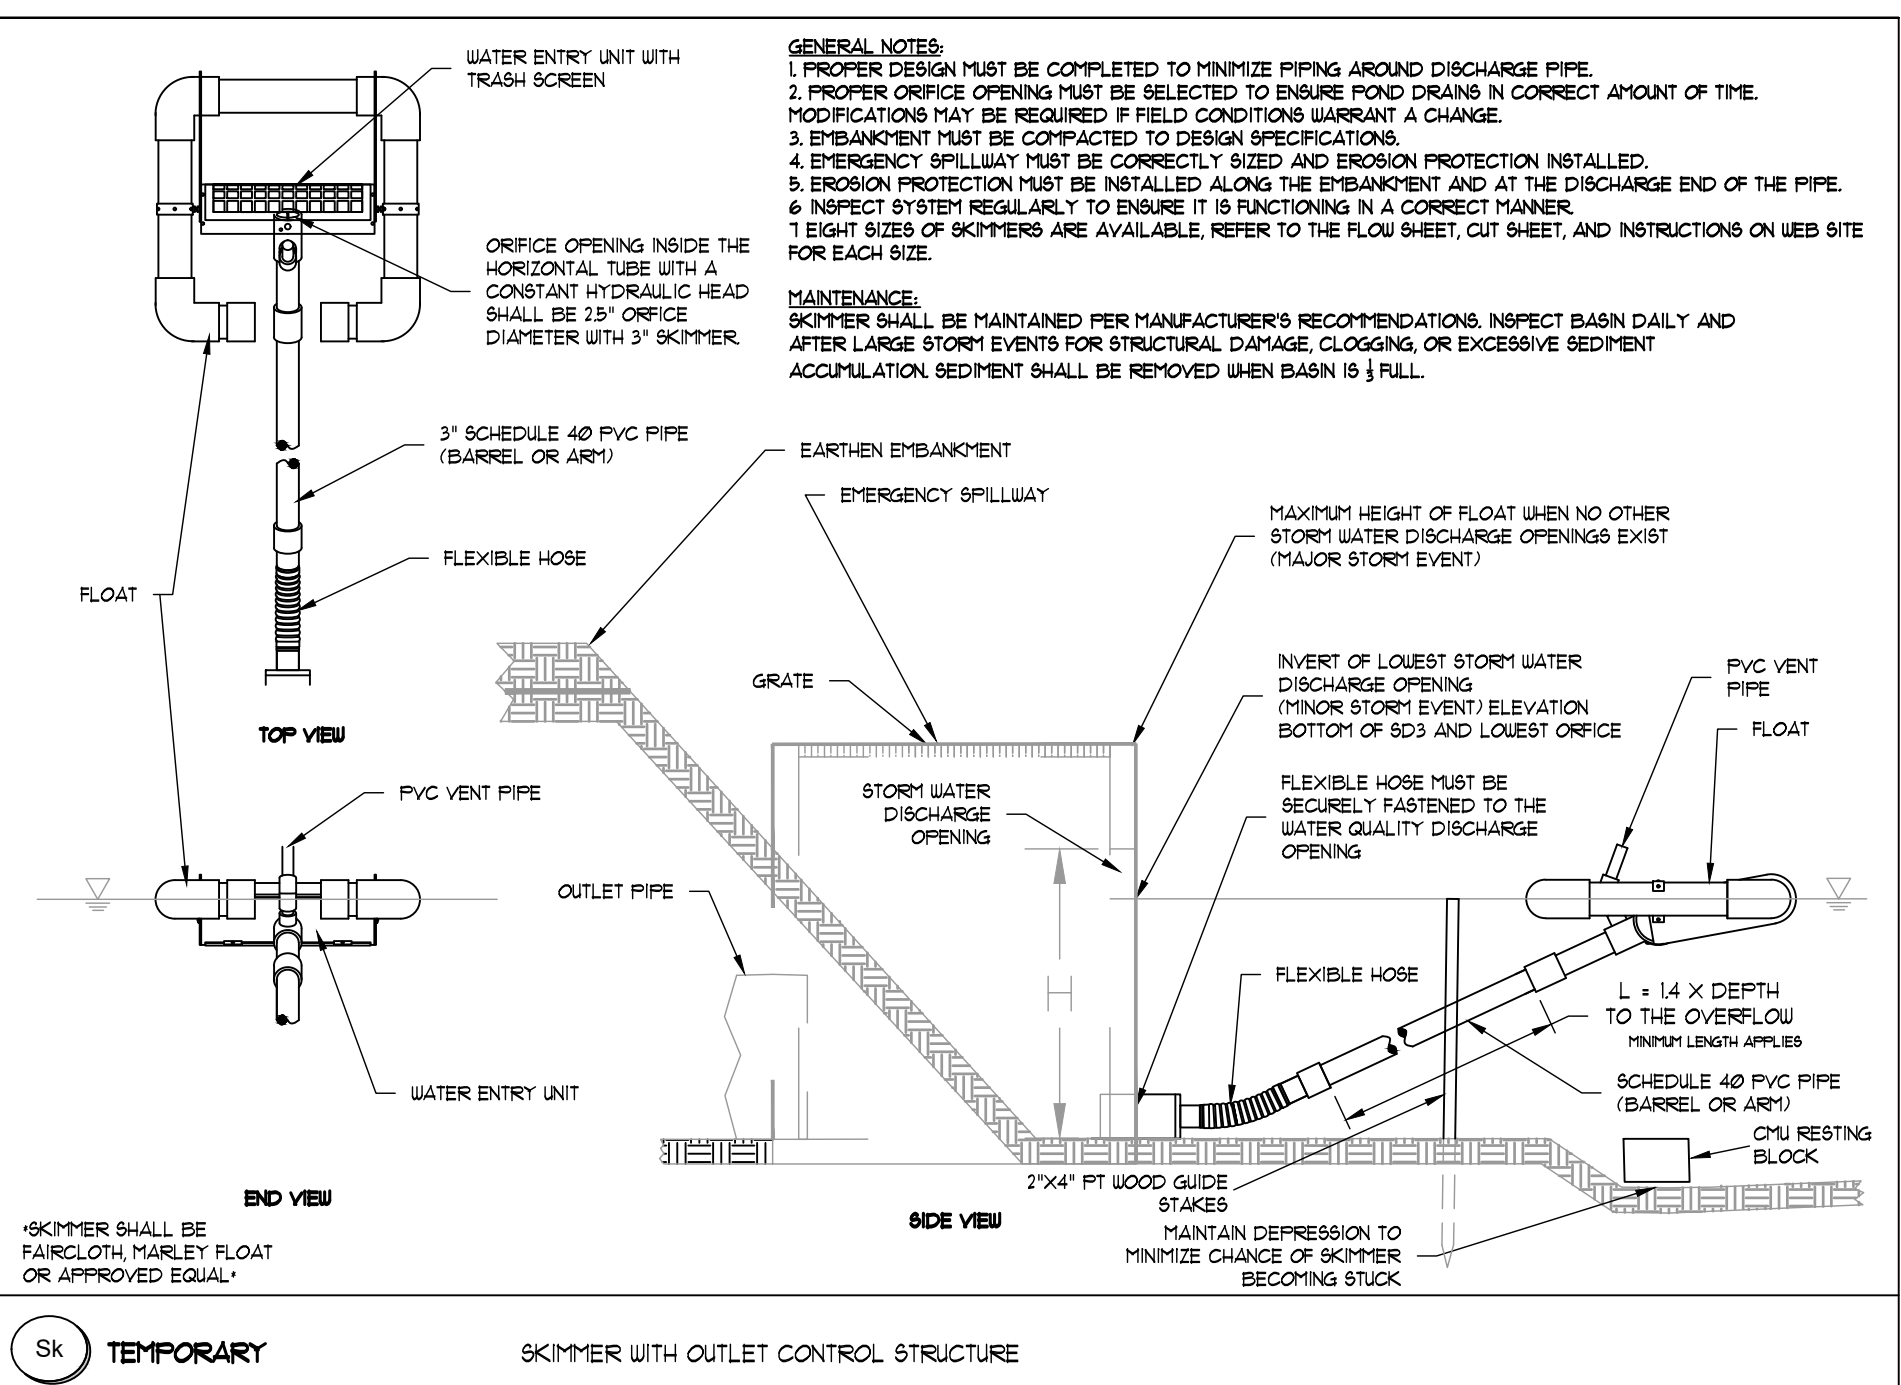 WATER ENTRY UNIT WITH
TRASH SCREEN
ORIFICE OPENING INSIDE THE
HORIZONTAL TUBE WITH A
CONSTANT HYDRAULIC HEAD
SHALL BE 2.5" ORFICE
DIAMETER WITH 3" SKIMMER.
3" SCHEDULE 40 PVC PIPE
(BARREL OR ARM)
FLEXIBLE HOSE
FLOAT
TOP VIEW
GENERAL NOTES:
1. PROPER DESIGN MUST BE COMPLETED TO MINIMIZE PIPING AROUND DISCHARGE PIPE.
2. PROPER ORIFICE OPENING MUST BE SELECTED TO ENSURE POND DRAINS IN CORRECT AMOUNT OF TIME.
MODIFICATIONS MAY BE REQUIRED IF FIELD CONDITIONS WARRANT A CHANGE.
3. EMBANKMENT MUST BE COMPACTED TO DESIGN SPECIFICATIONS.
4. EMERGENCY SPILLWAY MUST BE CORRECTLY SIZED AND EROSION PROTECTION INSTALLED.
5. EROSION PROTECTION MUST BE INSTALLED ALONG THE EMBANKMENT AND AT THE DISCHARGE END OF THE PIPE.
6 INSPECT SYSTEM REGULARLY TO ENSURE IT IS FUNCTIONING IN A CORRECT MANNER.
7 EIGHT SIZES OF SKIMMERS ARE AVAILABLE, REFER TO THE FLOW SHEET, CUT SHEET, AND INSTRUCTIONS ON WEB SITE
FOR EACH SIZE.
MAINTENANCE:
SKIMMER SHALL BE MAINTAINED PER MANUFACTURER'S RECOMMENDATIONS. INSPECT BASIN DAILY AND
AFTER LARGE STORM EVENTS FOR STRUCTURAL DAMAGE, CLOGGING, OR EXCESSIVE SEDIMENT
ACCUMULATION. SEDIMENT SHALL BE REMOVED WHEN BASIN IS 1/3 FULL.
EARTHEN EMBANKMENT
EMERGENCY SPILLWAY
MAXIMUM HEIGHT OF FLOAT WHEN NO OTHER
STORM WATER DISCHARGE OPENINGS EXIST
(MAJOR STORM EVENT)
GRATE
INVERT OF LOWEST STORM WATER
DISCHARGE OPENING
(MINOR STORM EVENT) ELEVATION
BOTTOM OF SD3 AND LOWEST ORFICE
PVC VENT
PIPE
FLOAT
STORM WATER
DISCHARGE
OPENING
FLEXIBLE HOSE MUST BE
SECURELY FASTENED TO THE
WATER QUALITY DISCHARGE
OPENING
PVC VENT PIPE
OUTLET PIPE
H
FLEXIBLE HOSE
L = 1.4 X DEPTH
TO THE OVERFLOW
MINIMUM LENGTH APPLIES
SCHEDULE 40 PVC PIPE
(BARREL OR ARM)
WATER ENTRY UNIT
CMU RESTING
BLOCK
2"X4" PT WOOD GUIDE
STAKES
MAINTAIN DEPRESSION TO
MINIMIZE CHANCE OF SKIMMER
BECOMING STUCK
END VIEW
SIDE VIEW
*SKIMMER SHALL BE
FAIRCLOTH, MARLEY FLOAT
OR APPROVED EQUAL*
Sk
TEMPORARY
SKIMMER WITH OUTLET CONTROL STRUCTURE